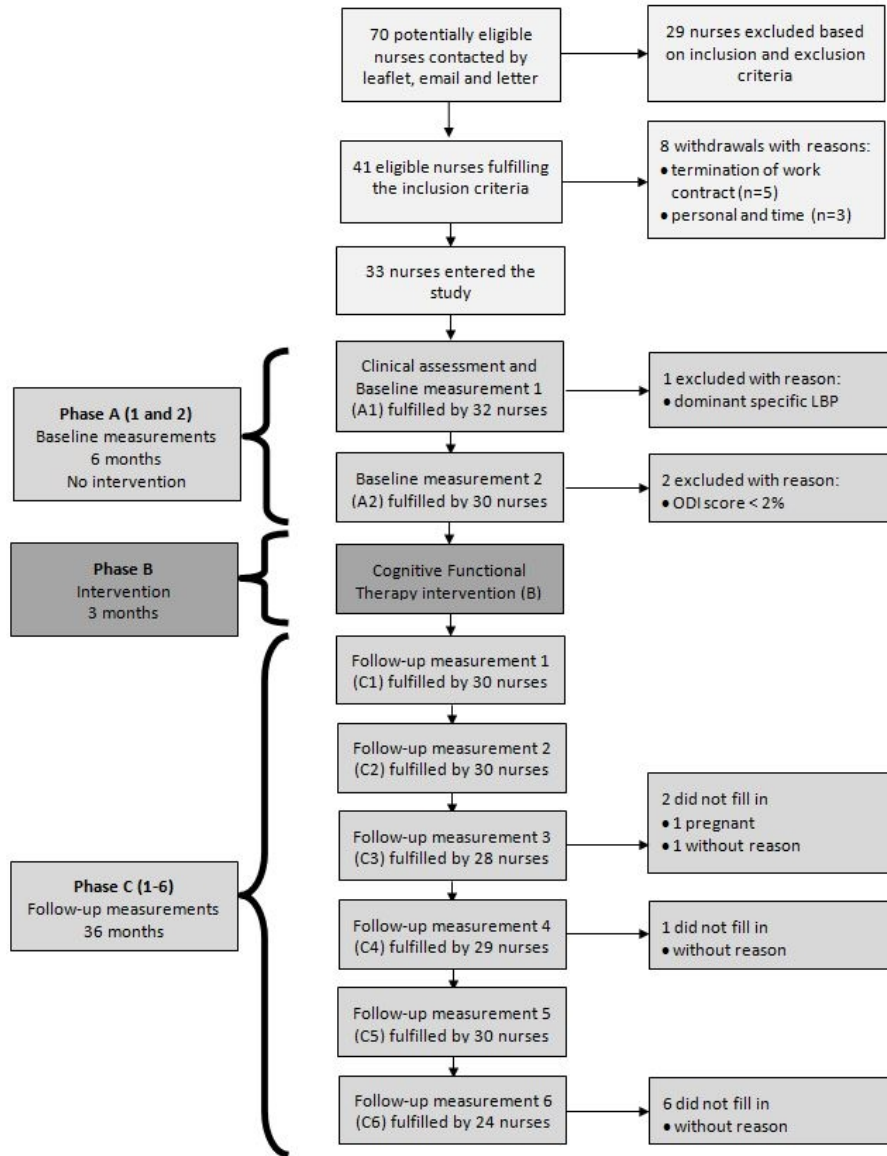 70 potentially eligible
nurses contacted by
leaflet, email and letter
29 nurses excluded based
on inclusion and exclusion
criteria
41 eligible nurses fulfilling
the inclusion criteria
8 withdrawals with reasons:
• termination of work
contract (n=5)
• personal and time (n=3)
33 nurses entered the
study
Clinical assessment and
Baseline measurement 1
(A1) fulfilled by 32 nurses
1 excluded with reason:
• dominant specific LBP
Phase A (1 and 2)
Baseline measurements
6 months
No intervention
Baseline measurement 2
(A2) fulfilled by 30 nurses
2 excluded with reason:
• ODI score < 2%
Phase B
Intervention
3 months
Cognitive Functional
Therapy intervention (B)
Follow-up measurement 1
(C1) fulfilled by 30 nurses
Follow-up measurement 2
(C2) fulfilled by 30 nurses
Follow-up measurement 3
(C3) fulfilled by 28 nurses
2 did not fill in
• 1 pregnant
• 1 without reason
Phase C (1-6)
Follow-up measurements
36 months
Follow-up measurement 4
(C4) fulfilled by 29 nurses
1 did not fill in
• without reason
Follow-up measurement 5
(C5) fulfilled by 30 nurses
Follow-up measurement 6
(C6) fulfilled by 24 nurses
6 did not fill in
• without reason